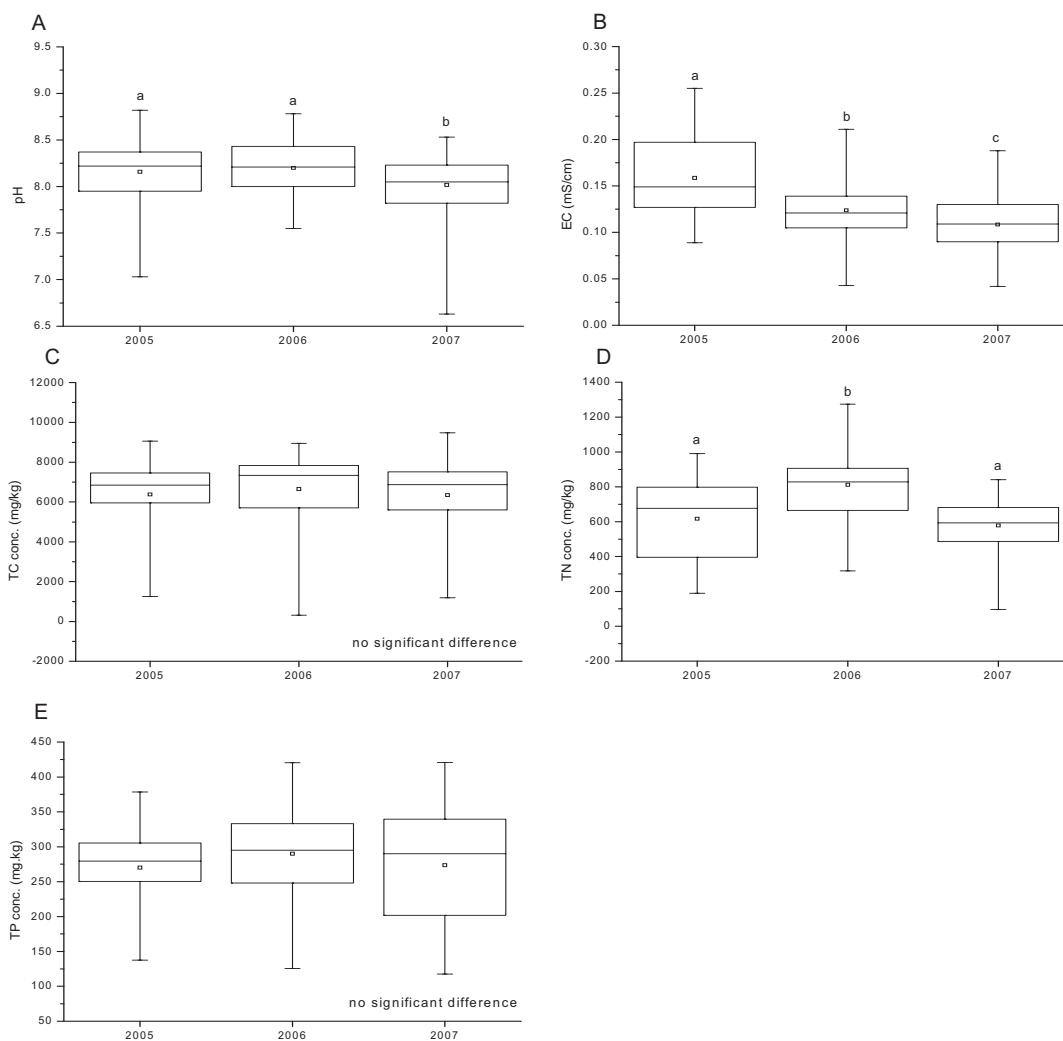 A
pH
9.5
9.0
8.5
8.0
7.5
7.0
6.5
a
a
b
2005
2006
2007
B
EC (mS/cm)
0.30
0.25
0.20
0.15
0.10
0.05
0.00
a
b
c
2005
2006
2007
C
TC conc. (mg/kg)
12000
10000
8000
6000
4000
2000
0
-2000
no significant difference
2005
2006
2007
D
TN conc. (mg/kg)
1400
1200
1000
800
600
400
200
0
-200
a
b
a
2005
2006
2007
E
TP conc. (mg.kg)
450
400
350
300
250
200
150
100
50
no significant difference
2005
2006
2007